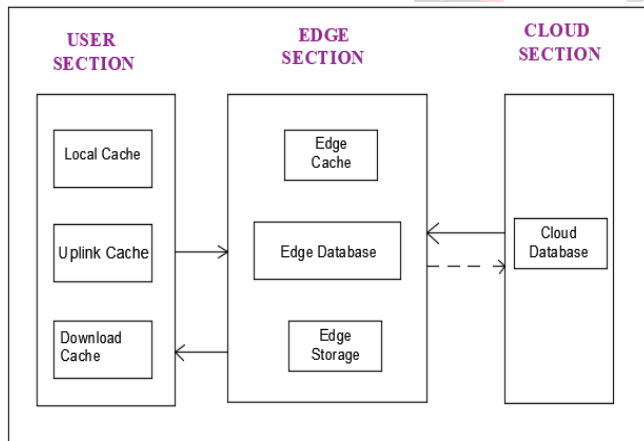 USER
SECTION
EDGE
SECTION
CLOUD
SECTION
Local Cache
Uplink Cache
Download
Cache
Edge
Cache
Edge Database
Edge
Storage
Cloud
Database